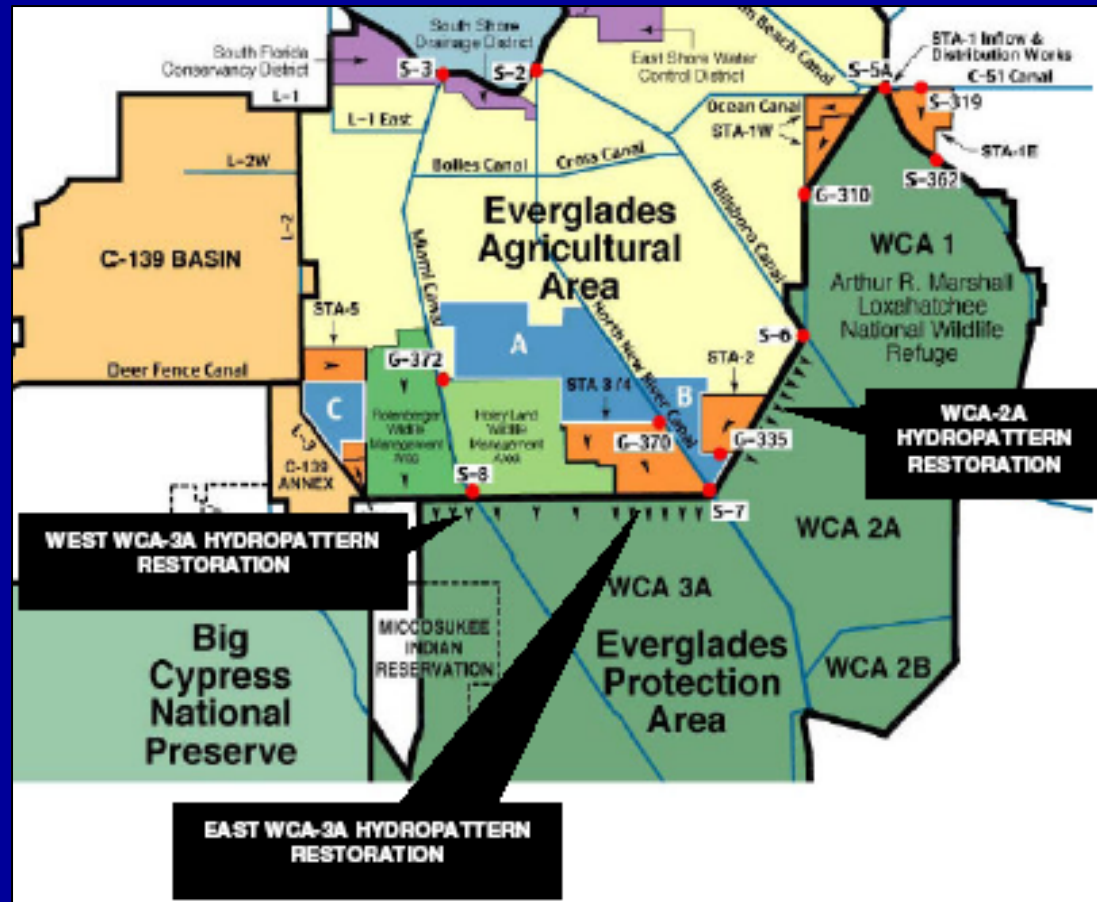 South Shore
Drainage District
South Florida
Conservancy District
East Shore Water
Control District
Beach Canal
STA-1 Inflow &
Distribution Works
S-5A
C-51 Canal
S-3
S-2
L-1
L-1 East
Ocean Canal
STA-1W
S-319
STA-1E
S-362
L-2W
Bolles Canal
Cross Canal
Hillsboro Canal
G-310
L-2
C-139 BASIN
Miami Canal
Everglades
Agricultural
Area
WCA 1
Arthur R. Marshall
Loxahatchee
National Wildlife
Refuge
STA-5
A
North New River Canal
S-6
Deer Fence Canal
G-372
STA 3/4
B
STA-2
C
Rotenberger
Wildlife
Management
Area
Holey Land
Wildlife
Management
Area
G-370
G-335
WCA-2A
HYDROPATTERN
RESTORATION
L-3
C-139
ANNEX
S-8
S-7
WEST WCA-3A HYDROPATTERN
RESTORATION
WCA 2A
WCA 3A
MICCOSUKEE
INDIAN
RESERVATION
Big
Cypress
National
Preserve
Everglades
Protection
Area
WCA 2B
EAST WCA-3A HYDROPATTERN
RESTORATION